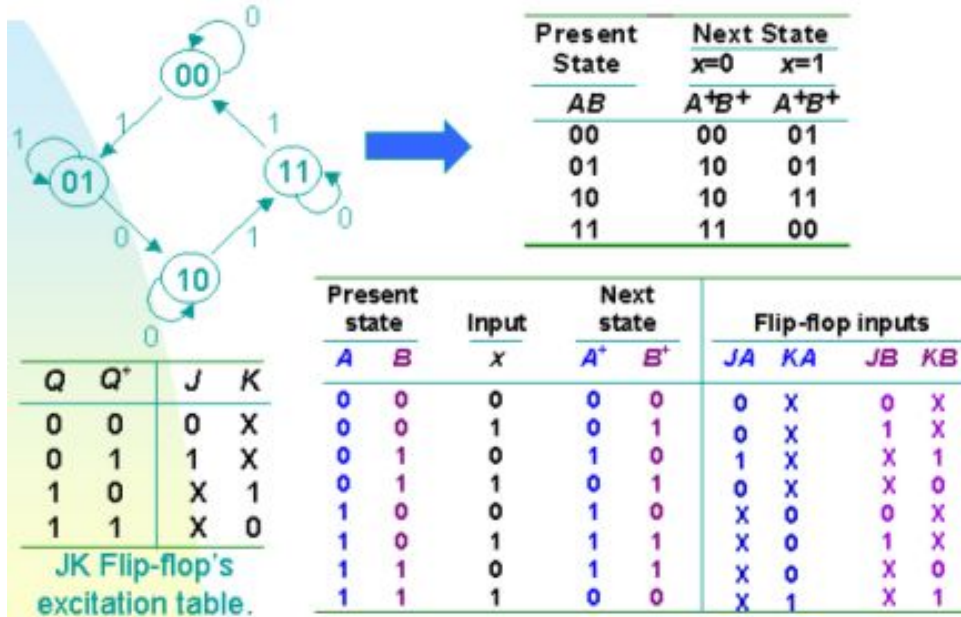 0
00
1
1
1
01
11
0
0
10
1
0
Present State
Next State
x=0 x=1
AB A⁺B⁺ A⁺B⁺
00 00 01
01 10 01
10 10 11
11 11 00
Q Q⁺ J K
0 0 0 X
0 1 1 X
1 0 X 1
1 1 X 0
JK Flip-flop's
excitation table.
Present Next
state Input state Flip-flop inputs
A B x A⁺ B⁺ JA KA JB KB
0 0 0 0 0 0 X 0 X
0 0 1 0 1 0 X 1 X
0 1 0 1 0 1 X X 1
0 1 1 0 1 0 X X 0
1 0 0 1 0 X 0 0 X
1 0 1 1 1 X 0 1 X
1 1 0 1 1 X 0 X 0
1 1 1 0 0 X 1 X 1